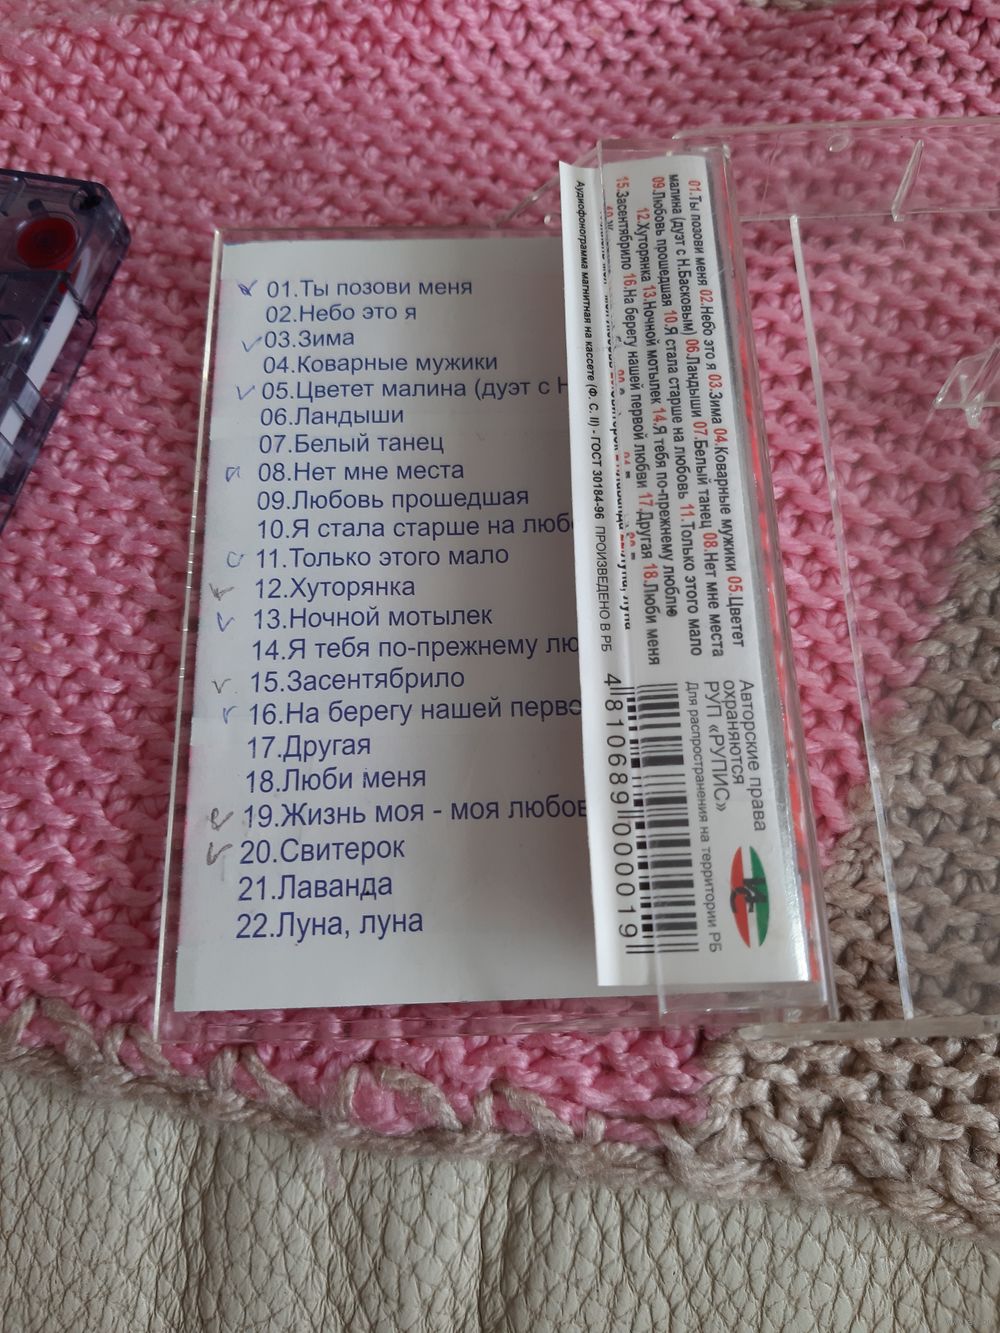 01.Ты позови меня
02.Небо это я
03.Зима
04.Коварные мужики
05.Цветет малина (дуэт с Н
06.Ландыши
07.Белый танец
08.Нет мне места
09.Любовь прошедшая
10.Я стала старше на люб
11.Только этого мало
12.Хуторянка
13.Ночной мотылек
14.Я тебя по-прежнему лю
15.Засентябрило
16.На берегу нашей перво
17.Другая
18.Люби меня
19.Жизнь моя - моя любов
20.Свитерок
21.Лаванда
22.Луна, луна
01.Ты позови меня 02.Небо это я 03.Зима 04.Коварные мужики 05.Цветет
малина (дуэт с Н.Басковым) 06.Ландыши 07.Белый танец 08.Нет мне места
09.Любовь прошедшая 10.Я стала старше на любовь 11.Только этого мало
12.Хуторянка 13.Ночной мотылек 14.Я тебя по-прежнему люблю
15.Засентябрило 16.На берегу нашей первой любви 17.Другая 18.Люби меня
Луна, луна
Аудиофонограмма магнитная на кассете (Ф. С. II) - ГОСТ 30184-96 ПРОИЗВЕДЕНО В РБ
Авторские права
охраняются
РУП «РУПИС»
Для распространения на территории РБ
4 810689 000019